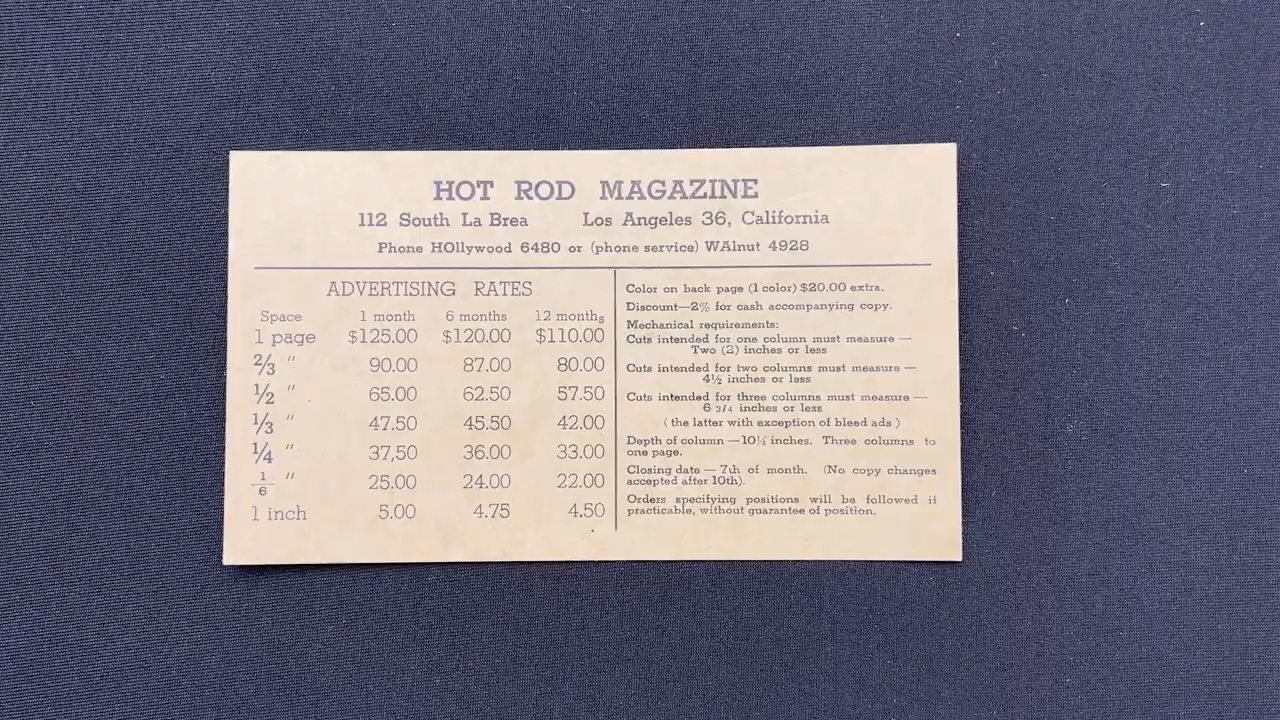 HOT ROD MAGAZINE
112 South La Brea Los Angeles 36, California
Phone HOllywood 6480 or (phone service) WAlnut 4928
ADVERTISING RATES
Space 1 month 6 months 12 months
1 page $125.00 $120.00 $110.00
2/3 " 90.00 87.00 80.00
1/2 " 65.00 62.50 57.50
1/3 " 47.50 45.50 42.00
1/4 " 37,50 36.00 33.00
1/6 " 25.00 24.00 22.00
1 inch 5.00 4.75 4.50
Color on back page (1 color) $20.00 extra.
Discount—2% for cash accompanying copy.
Mechanical requirements:
Cuts intended for one column must measure —
Two (2) inches or less
Cuts intended for two columns must measure —
4½ inches or less
Cuts intended for three columns must measure —
6 3/4 inches or less
( the latter with exception of bleed ads )
Depth of column — 10¼ inches. Three columns to
one page.
Closing date — 7th of month. (No copy changes
accepted after 10th).
Orders specifying positions will be followed if
practicable, without guarantee of position.